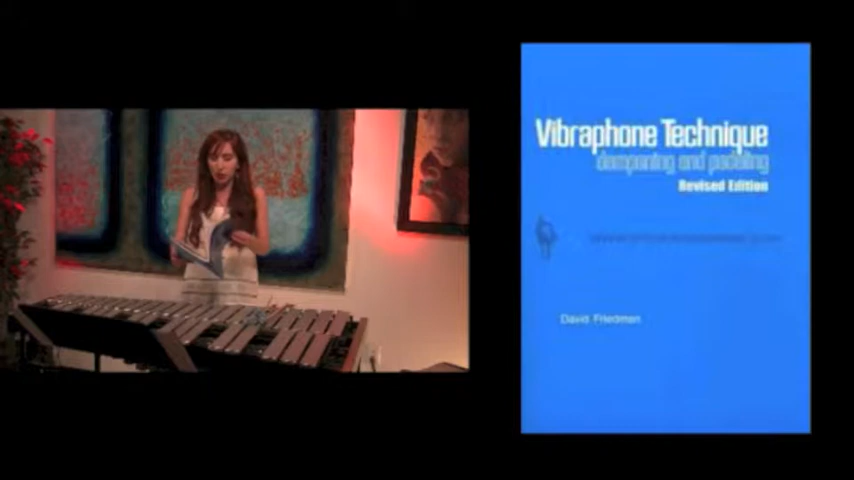 Vibraphone Technique
dampening and pedaling
Revised Edition
David Friedman